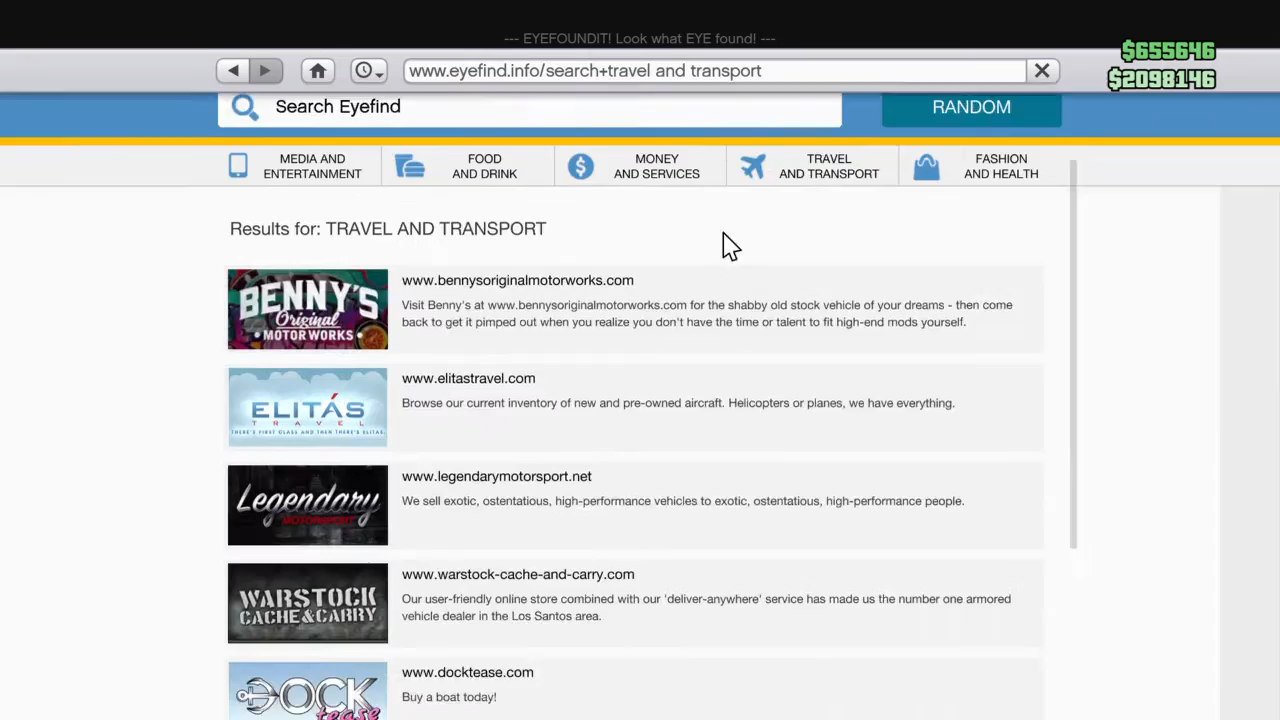 --- EYEFOUNDIT! Look what EYE found! ---
$655646
www.eyefind.info/search+travel and transport
$2098146
Search Eyefind
RANDOM
MEDIA AND
ENTERTAINMENT
FOOD
AND DRINK
MONEY
AND SERVICES
TRAVEL
AND TRANSPORT
FASHION
AND HEALTH
Results for: TRAVEL AND TRANSPORT
BENNY'S
Original
MOTOR WORKS
www.bennysoriginalmotorworks.com
Visit Benny's at www.bennysoriginalmotorworks.com for the shabby old stock vehicle of your dreams - then come
back to get it pimped out when you realize you don't have the time or talent to fit high-end mods yourself.
ELITÁS
TRAVEL
THERE'S FIRST CLASS AND THEN THERE'S ELITAS.
www.elitastravel.com
Browse our current inventory of new and pre-owned aircraft. Helicopters or planes, we have everything.
Legendary
MOTORSPORT
www.legendarymotorsport.net
We sell exotic, ostentatious, high-performance vehicles to exotic, ostentatious, high-performance people.
WARSTOCK
CACHE&CARRY
www.warstock-cache-and-carry.com
Our user-friendly online store combined with our 'deliver-anywhere' service has made us the number one armored
vehicle dealer in the Los Santos area.
DOCK
tease
www.docktease.com
Buy a boat today!